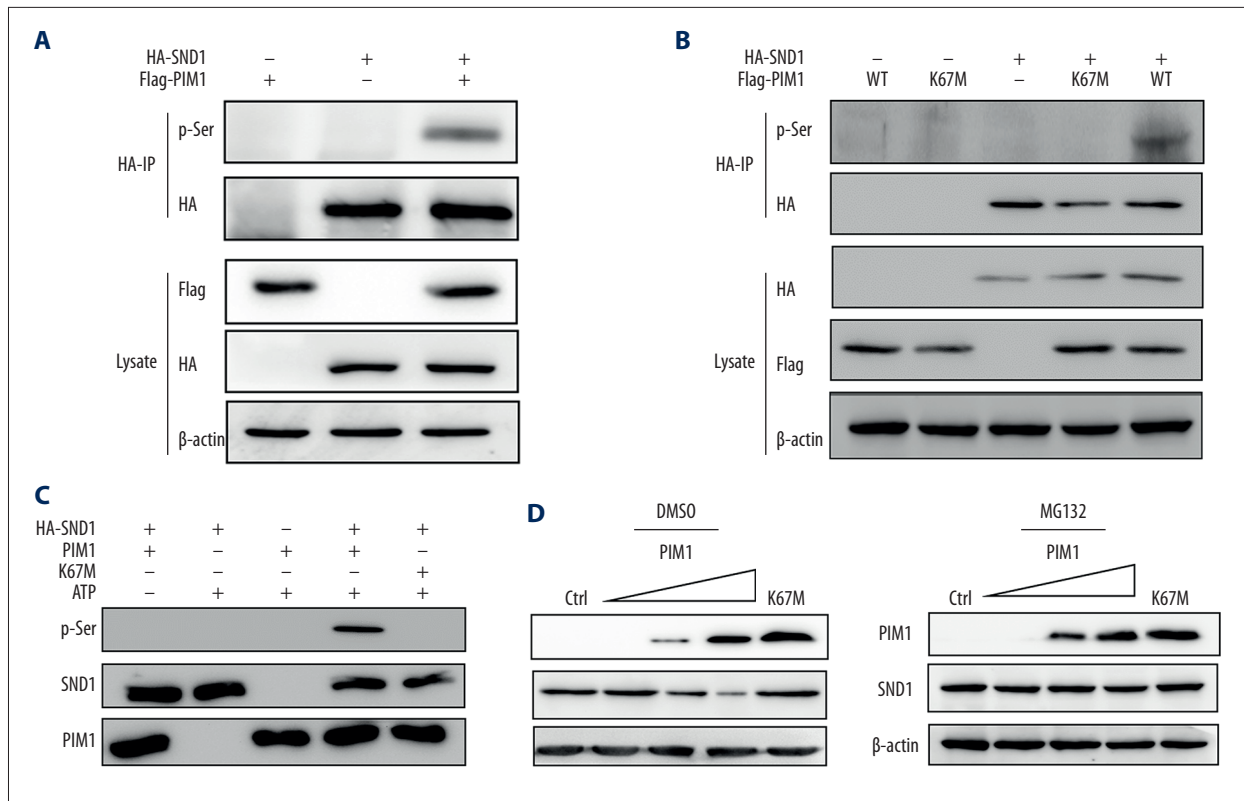 A
HA-SND1 – + +
Flag-PIM1 + – +
p-Ser
HA-IP
HA
Flag
Lysate
HA
β-actin
B
HA-SND1 – – + + +
Flag-PIM1 WT K67M – K67M WT
p-Ser
HA-IP
HA
HA
Lysate
Flag
β-actin
C
HA-SND1 + + – + +
PIM1 + – + + –
K67M – – – – +
ATP – + + + +
p-Ser
SND1
PIM1
D
DMSO
PIM1
Ctrl K67M
MG132
PIM1
Ctrl K67M
PIM1
SND1
β-actin